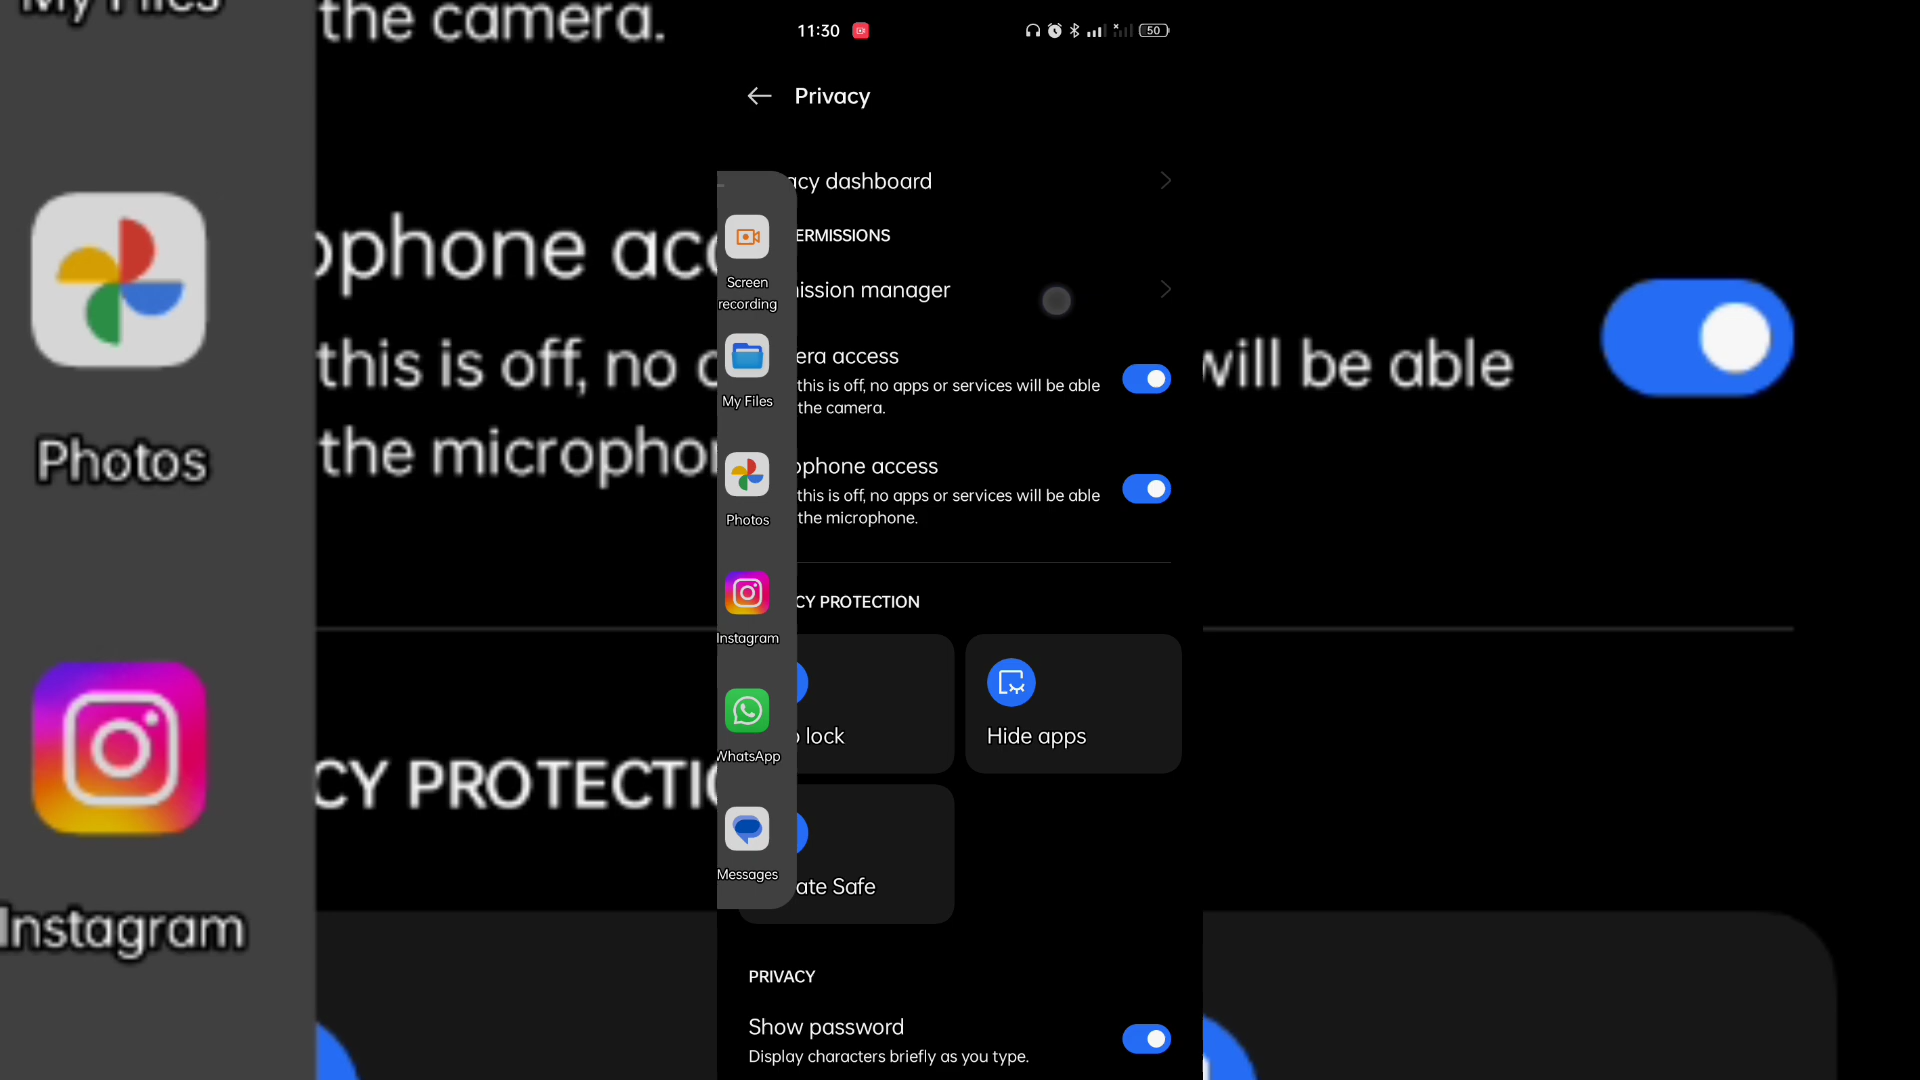 My Files
the camera.
ophone acc
this is off, no
the microphon
Photos
CY PROTECTIO
Instagram
11:30
50
Privacy
acy dashboard
ERMISSIONS
ission manager
era access
this is off, no apps or services will be able
the camera.
ophone access
this is off, no apps or services will be able
the microphone.
CY PROTECTION
lock
Hide apps
ate Safe
PRIVACY
Show password
Display characters briefly as you type.
Screen
recording
My Files
Photos
Instagram
WhatsApp
Messages
will be able